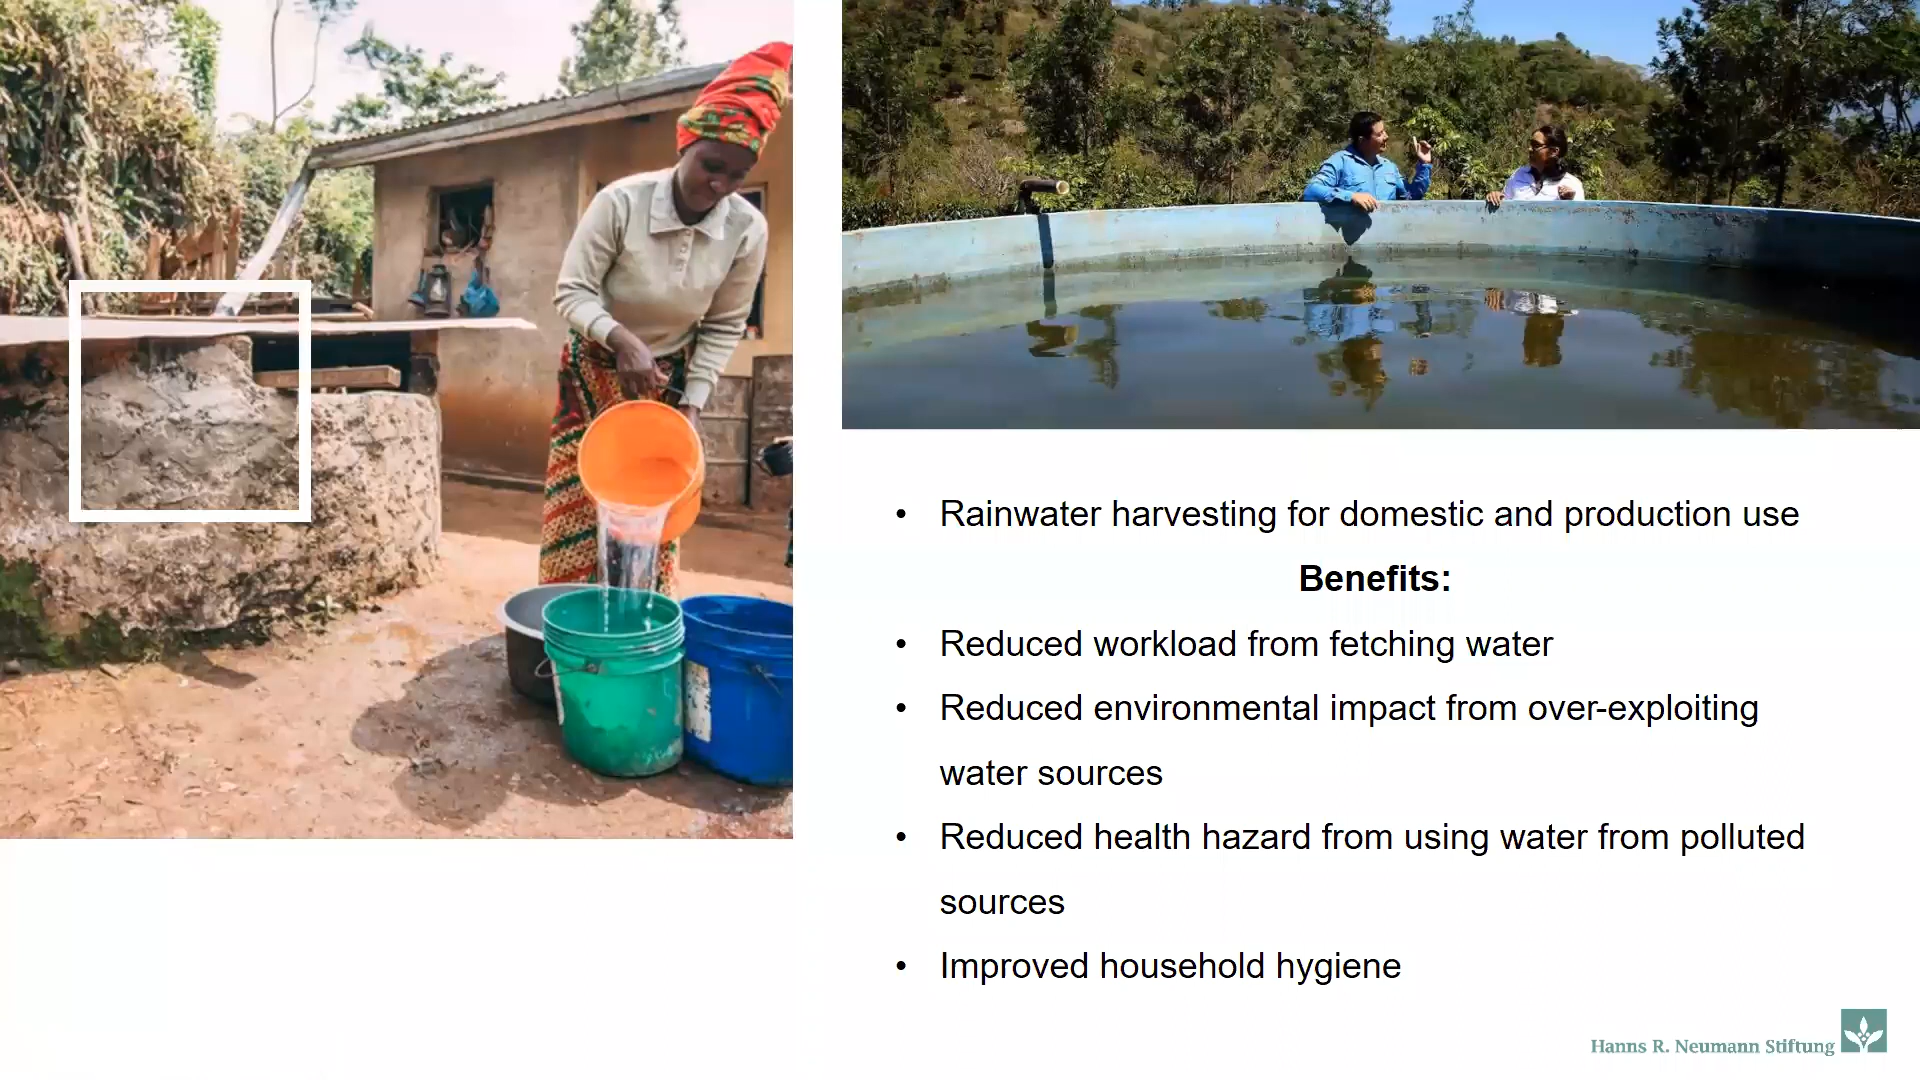 • Rainwater harvesting for domestic and production use
Benefits:
• Reduced workload from fetching water
• Reduced environmental impact from over-exploiting
water sources
• Reduced health hazard from using water from polluted
sources
• Improved household hygiene
Hanns R. Neumann Stiftung